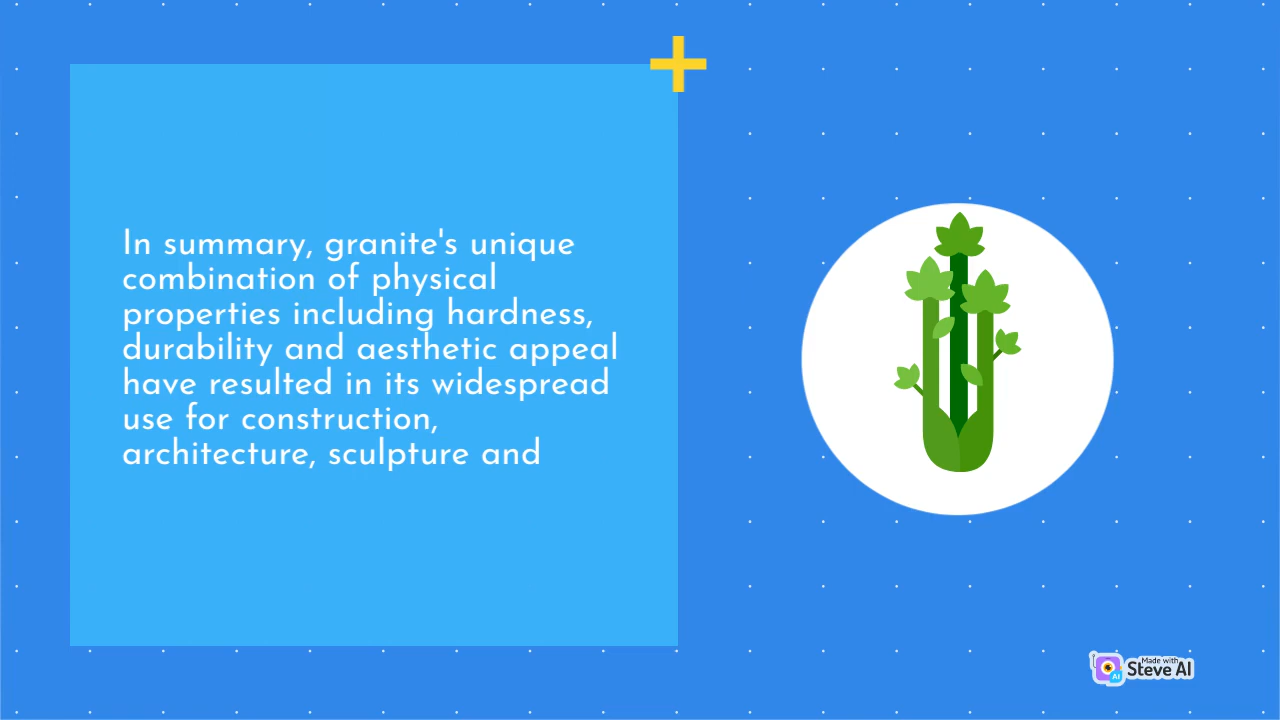 In summary, granite's unique
combination of physical
properties including hardness,
durability and aesthetic appeal
have resulted in its widespread
use for construction,
architecture, sculpture and
Made with
Steve AI
AI